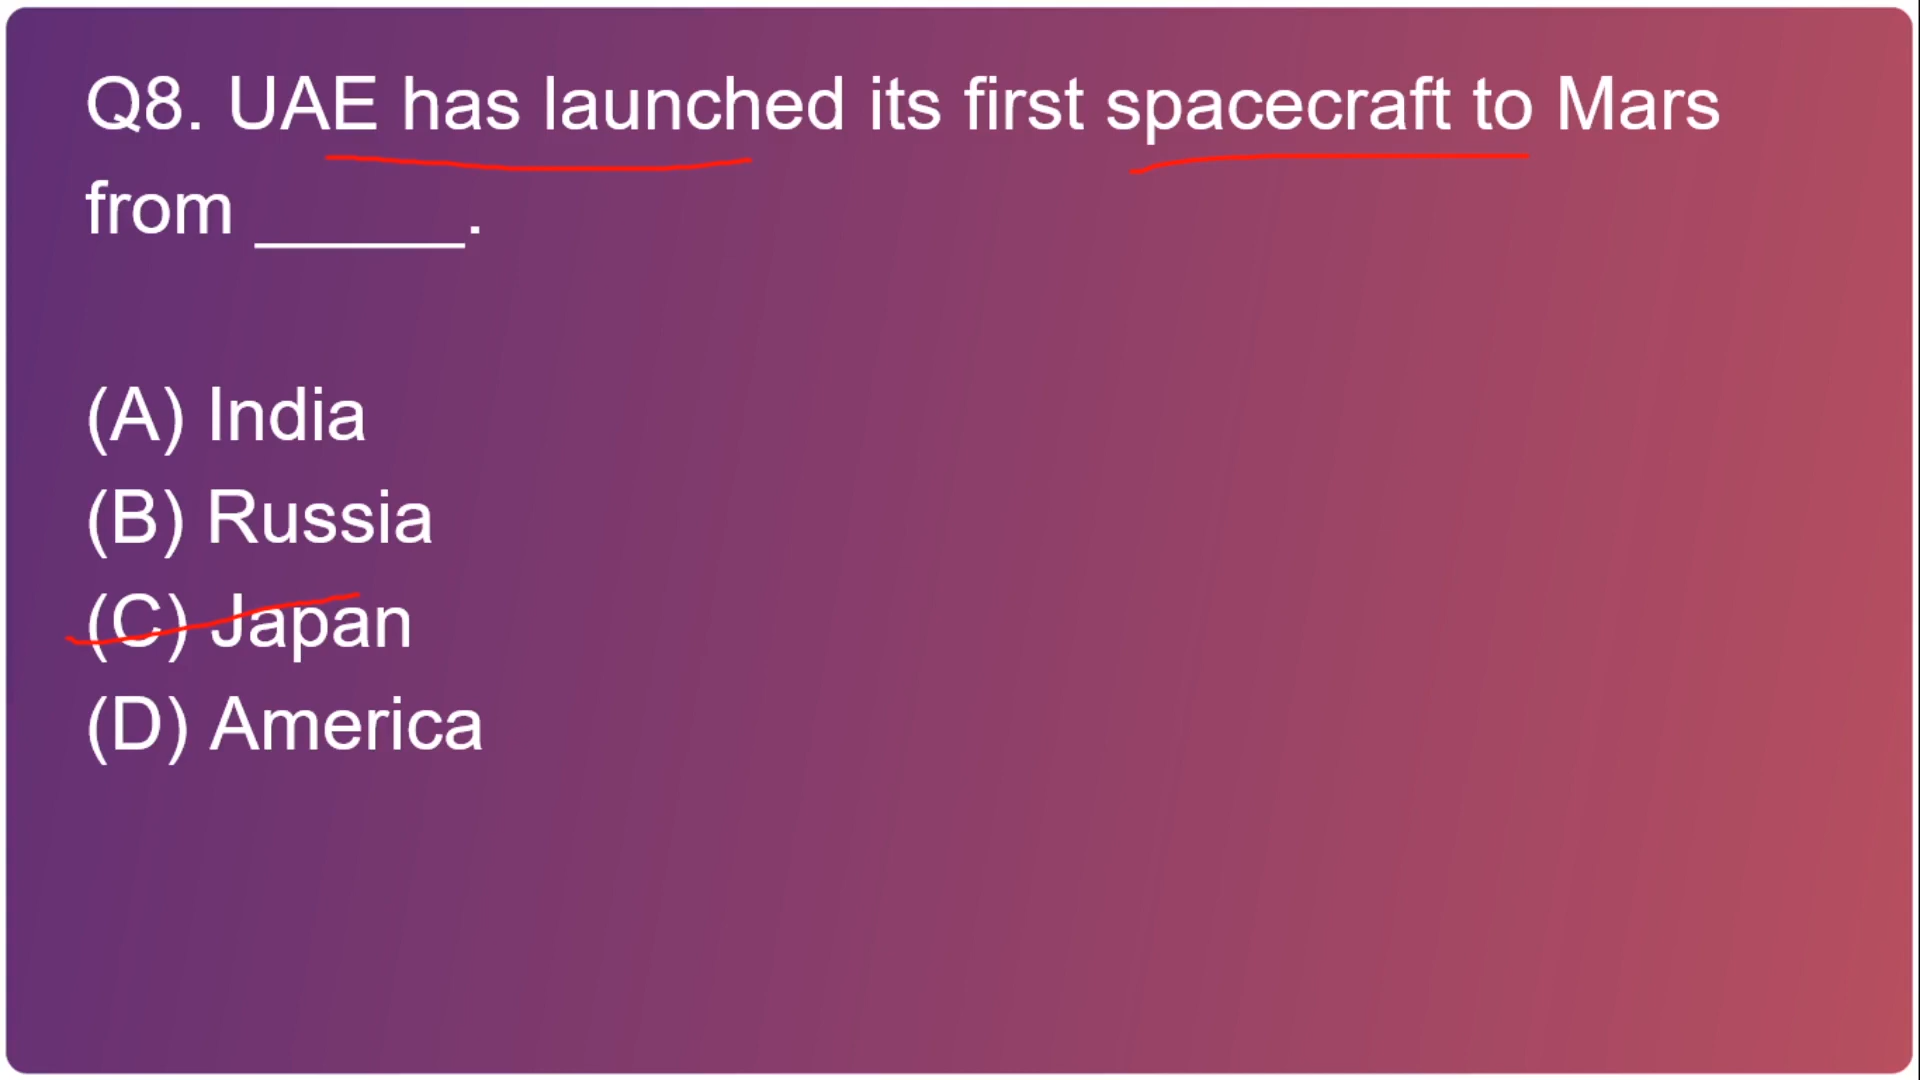 Q8. UAE has launched its first spacecraft to Mars
from ______.
(A) India
(B) Russia
(C) Japan
(D) America